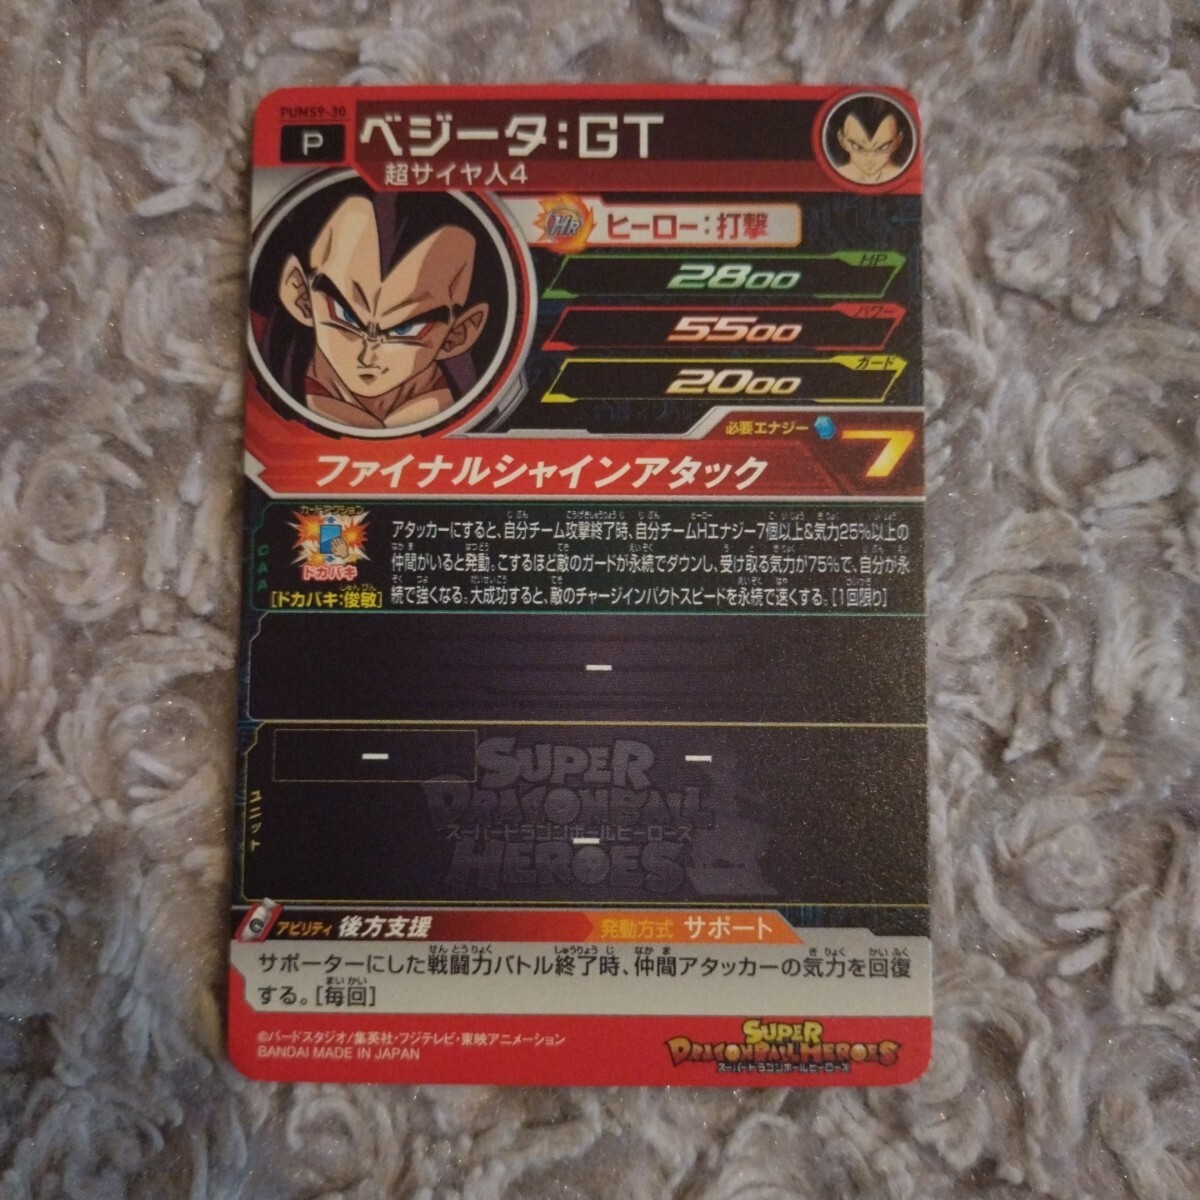 PUMS9-30
P
ベジータ:GT
超サイヤ人4
HR
ヒーロー:打撃
HP
2800
パワー
5500
ガード
2000
必要エナジー
7
ファイナルシャインアタック
CAA
カードアクション
ドカバキ
[ドカバキ:俊敏]
アタッカーにすると、自分チーム攻撃終了時、自分チームHエナジー7個以上&気力25%以上の
仲間がいると発動。こするほど敵のガードが永続でダウンし、受け取る気力が75%で、自分が永
続で強くなる。大成功すると、敵のチャージインパクトスピードを永続で速くする。[1回限り]
-
ユニット
-
-
-
SUPER
DRAGONBALL
スーパードラゴンボールヒーローズ
HEROES
アビリティ 後方支援
発動方式 サポート
サポーターにした戦闘力バトル終了時、仲間アタッカーの気力を回復
する。[毎回]
©バードスタジオ/集英社・フジテレビ・東映アニメーション
BANDAI MADE IN JAPAN
SUPER
DRAGONBALL HEROES
スーパードラゴンボールヒーローズ